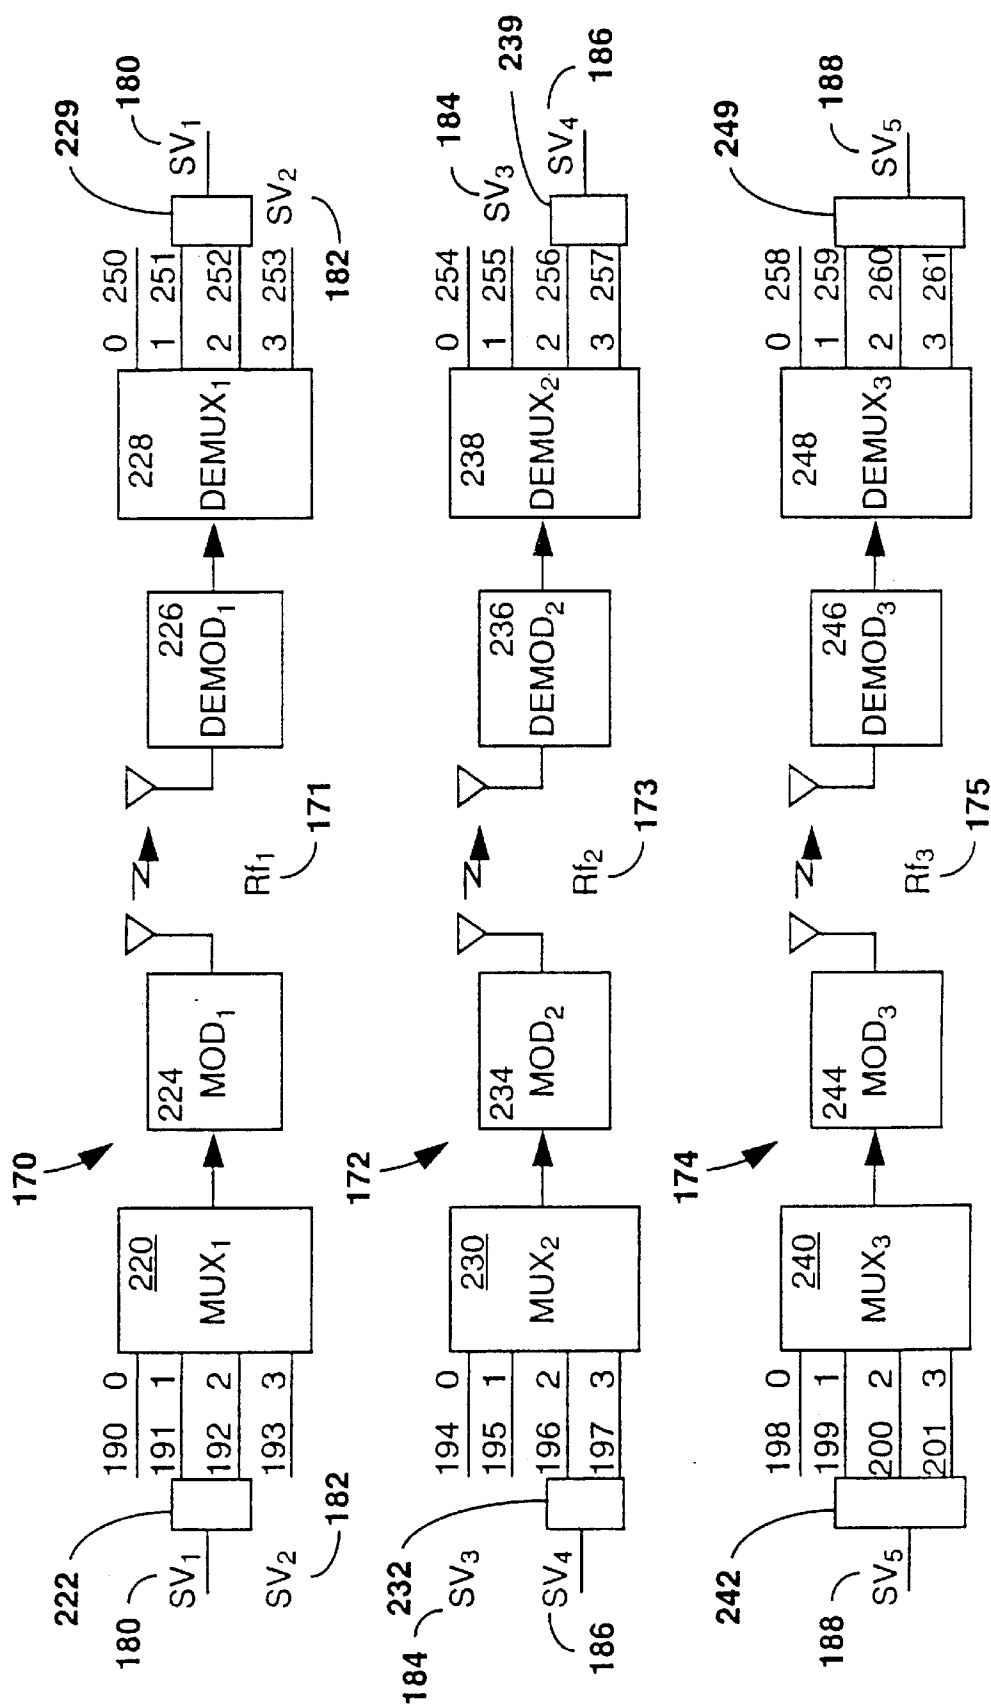 170
222
180
SV1
SV2
182
190 0
191 1
192 2
193 3
220
MUX1
224
MOD1
Rf1
171
226
DEMOD1
228
DEMUX1
0 250
1 251
2 252
3 253
229
SV1
180
SV2
182
172
184
SV3
232
SV4
186
194 0
195 1
196 2
197 3
230
MUX2
234
MOD2
Rf2
173
236
DEMOD2
238
DEMUX2
0 254
1 255
2 256
3 257
184
SV3
239
SV4
186
174
242
188
SV5
198 0
199 1
200 2
201 3
240
MUX3
244
MOD3
Rf3
175
246
DEMOD3
248
DEMUX3
0 258
1 259
2 260
3 261
249
SV5
188